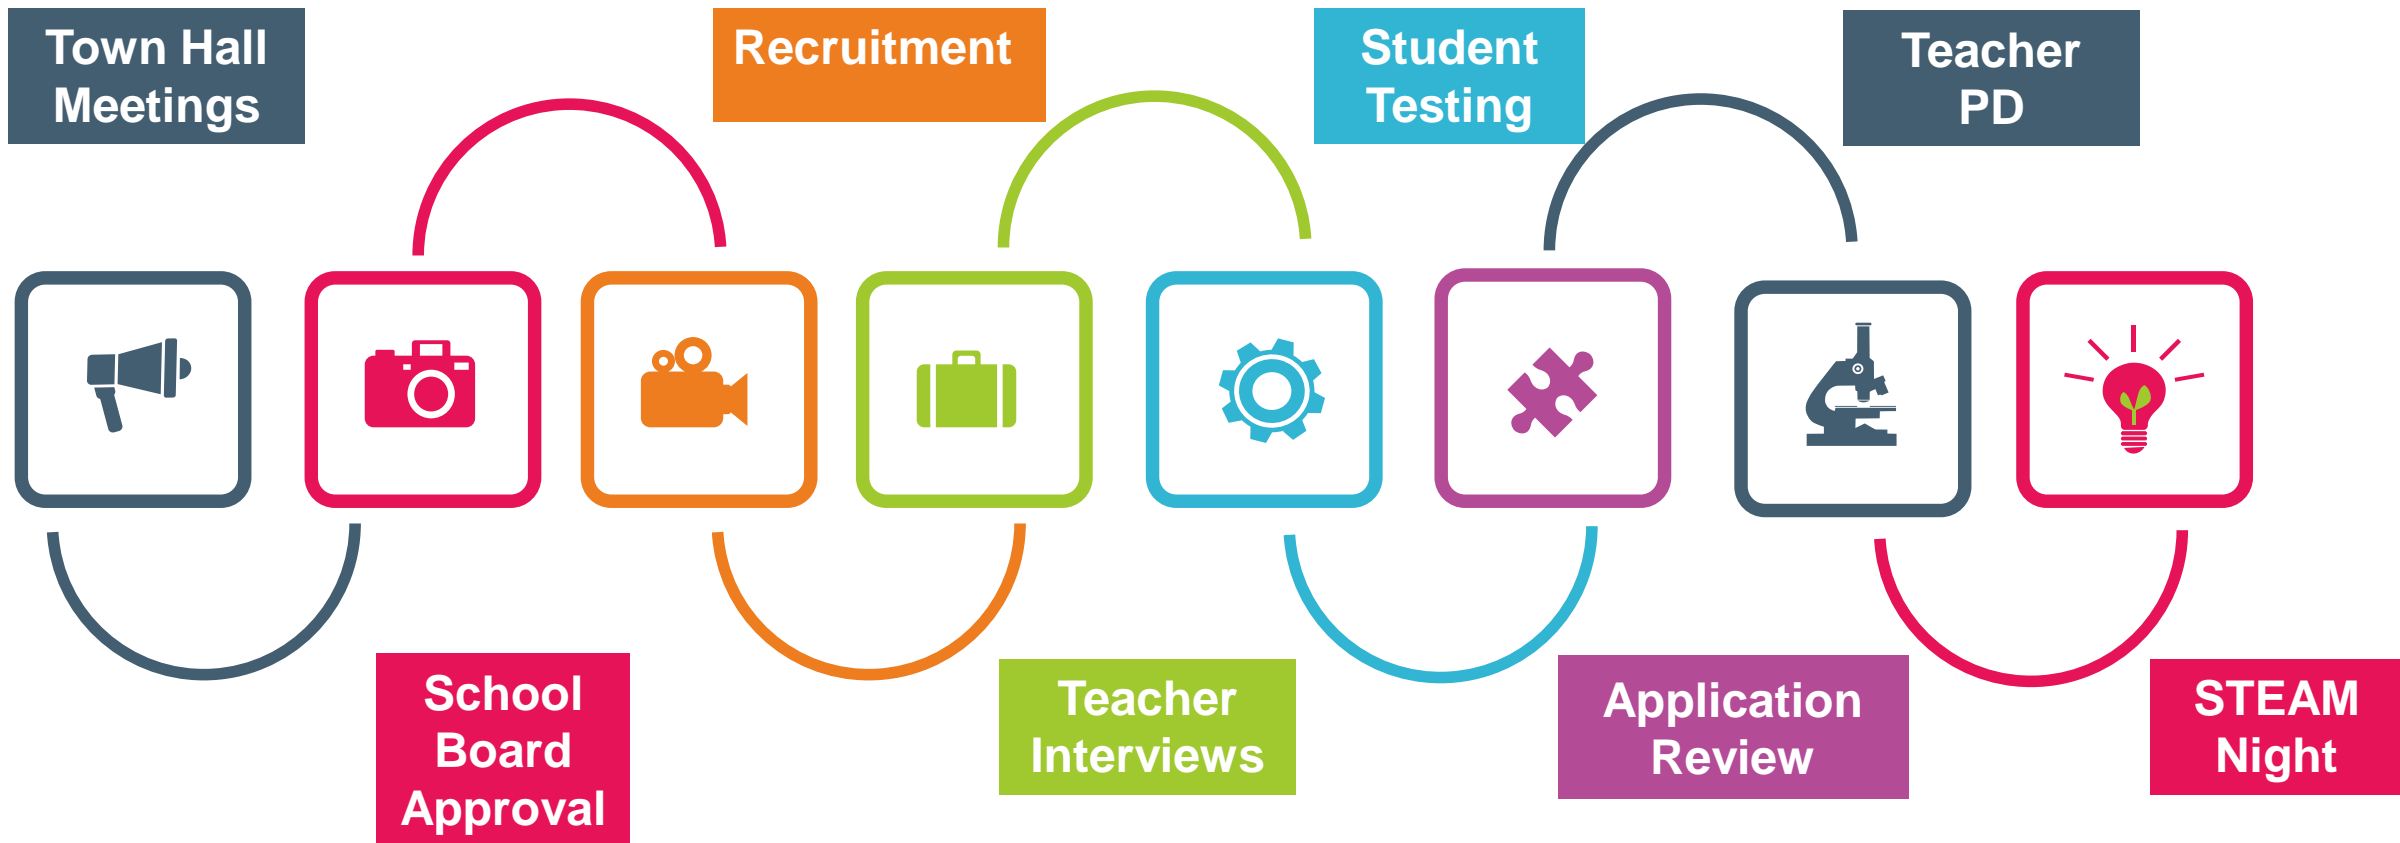 Town Hall
Meetings
School
Board
Approval
Recruitment
Teacher
Interviews
Student
Testing
Application
Review
Teacher
PD
STEAM
Night